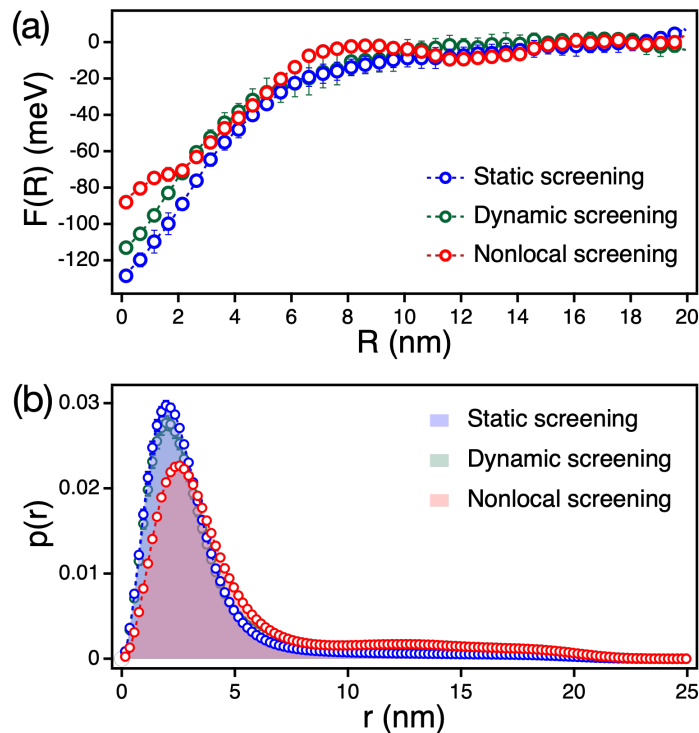 (a)
0
-20
-40
-60
-80
-100
-120
F(R) (meV)
Static screening
Dynamic screening
Nonlocal screening
0 2 4 6 8 10 12 14 16 18 20
R (nm)
(b)
0.03
0.02
0.01
0
p(r)
Static screening
Dynamic screening
Nonlocal screening
0 5 10 15 20 25
r (nm)